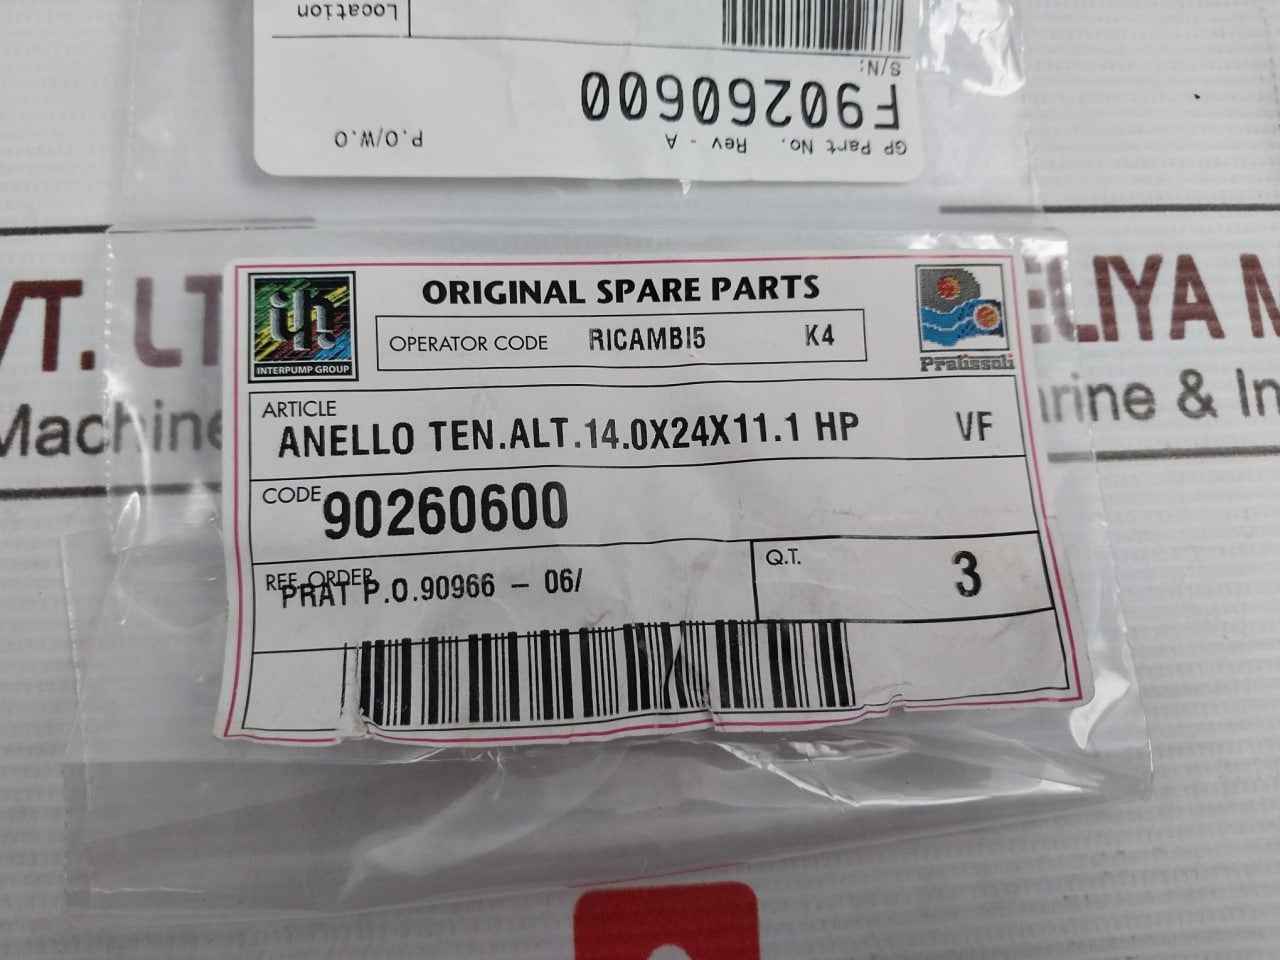 Location
S/N:
F90260600
GP Part No. Rev - A P.O/W.O
VT. LT ELIYA M
Machine rine & In
ORIGINAL SPARE PARTS
INTERPUMP GROUP
OPERATOR CODE RICAMBI5 K4
Pratissoli
ARTICLE
ANELLO TEN.ALT.14.0X24X11.1 HP VF
CODE 90260600
REF. ORDER
PRAT P.O.90966 - 06/
Q.T. 3